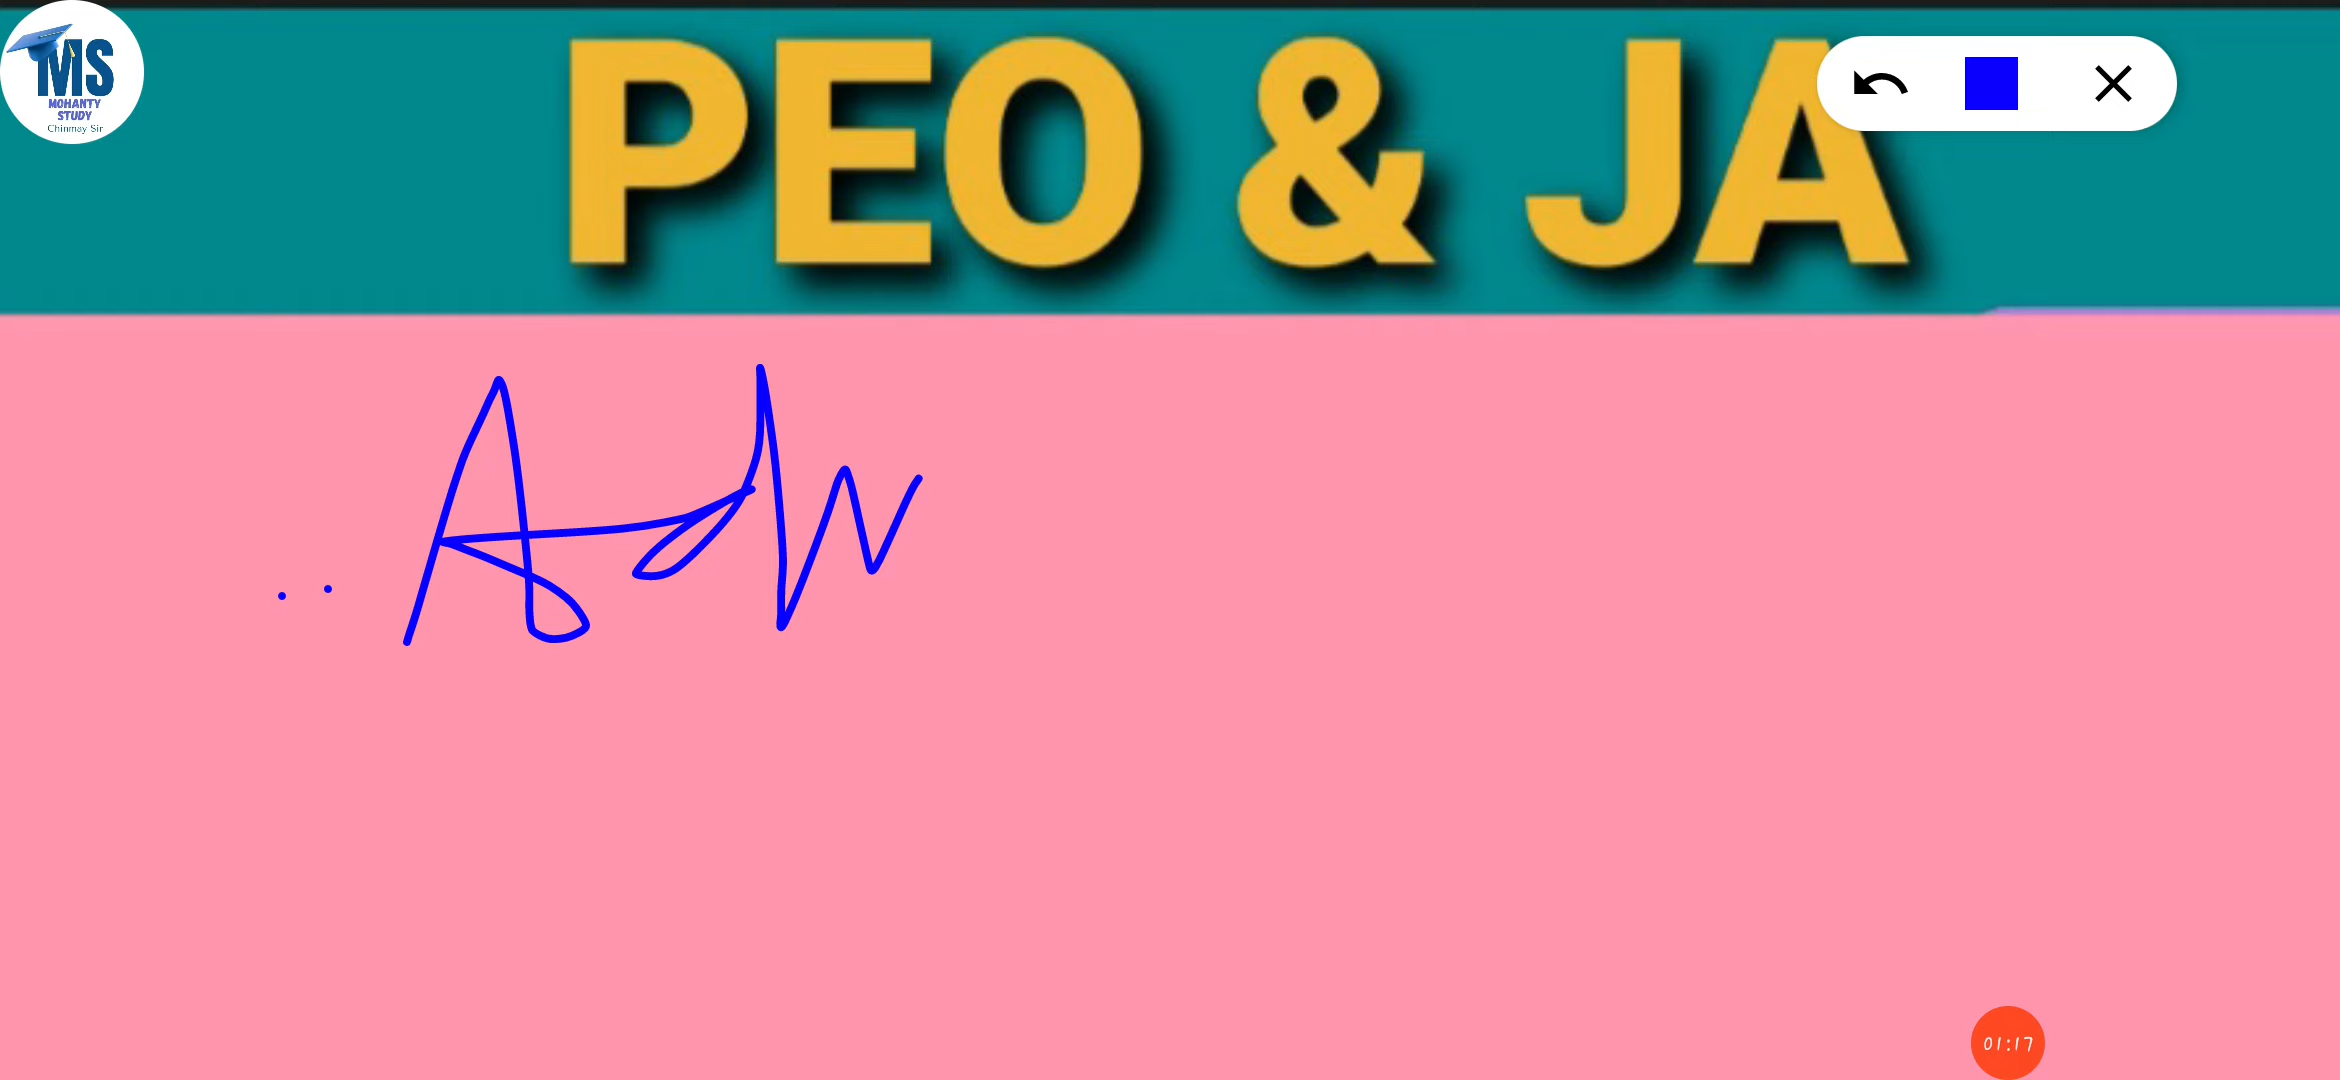 MS
MOHANTY
STUDY
Chinmay Sir
PEO & JA
Adv
01:17